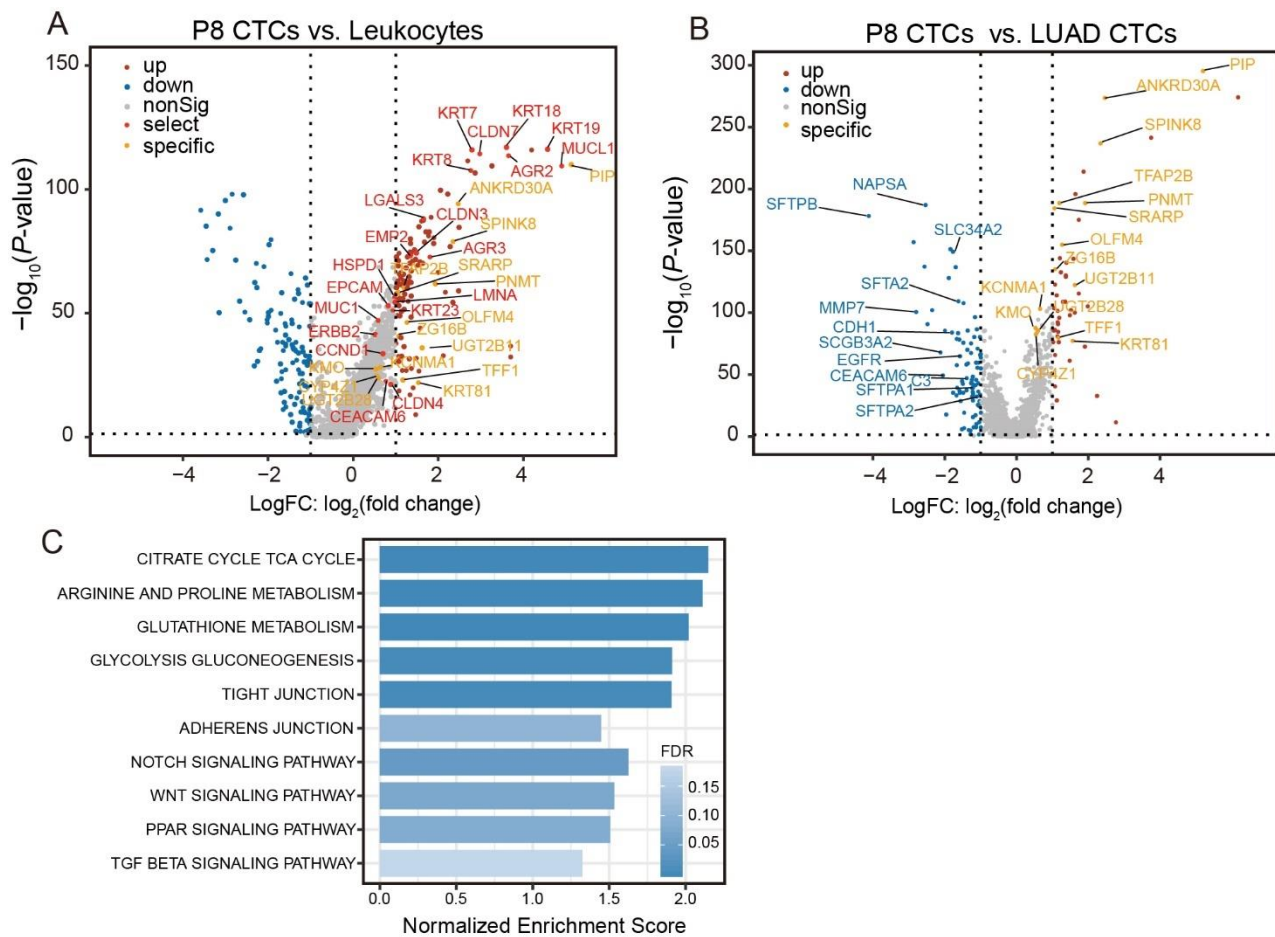 A
P8 CTCs vs. Leukocytes
150
100
50
0
−log10(P-value)
up
down
nonSig
select
specific
KRT7
KRT18
CLDN7
KRT19
KRT8
MUCL1
AGR2
PIP
ANKRD30A
LGALS3
CLDN3
SPINK8
EMP2
AGR3
HSPD1
TFAP2B
SRARP
EPCAM
PNMT
MUC1
LMNA
KRT23
OLFM4
ERBB2
ZG16B
CCND1
UGT2B11
KMO
KCNMA1
TFF1
CYP4Z1
KRT81
UGT2B28
CLDN4
CEACAM6
−4
−2
0
2
4
LogFC: log2(fold change)
B
P8 CTCs vs. LUAD CTCs
300
250
200
150
100
50
0
−log10(P-value)
up
down
nonSig
specific
PIP
ANKRD30A
SPINK8
NAPSA
TFAP2B
SFTPB
PNMT
SRARP
SLC34A2
OLFM4
ZG16B
SFTA2
KCNMA1
UGT2B11
MMP7
UGT2B28
KMO
CDH1
TFF1
SCGB3A2
KRT81
EGFR
CYP4Z1
CEACAM6
C3
SFTPA1
SFTPA2
−4
−2
0
2
4
LogFC: log2(fold change)
C
CITRATE CYCLE TCA CYCLE
ARGININE AND PROLINE METABOLISM
GLUTATHIONE METABOLISM
GLYCOLYSIS GLUCONEOGENESIS
TIGHT JUNCTION
ADHERENS JUNCTION
NOTCH SIGNALING PATHWAY
WNT SIGNALING PATHWAY
PPAR SIGNALING PATHWAY
TGF BETA SIGNALING PATHWAY
FDR
0.15
0.10
0.05
0.0
0.5
1.0
1.5
2.0
Normalized Enrichment Score